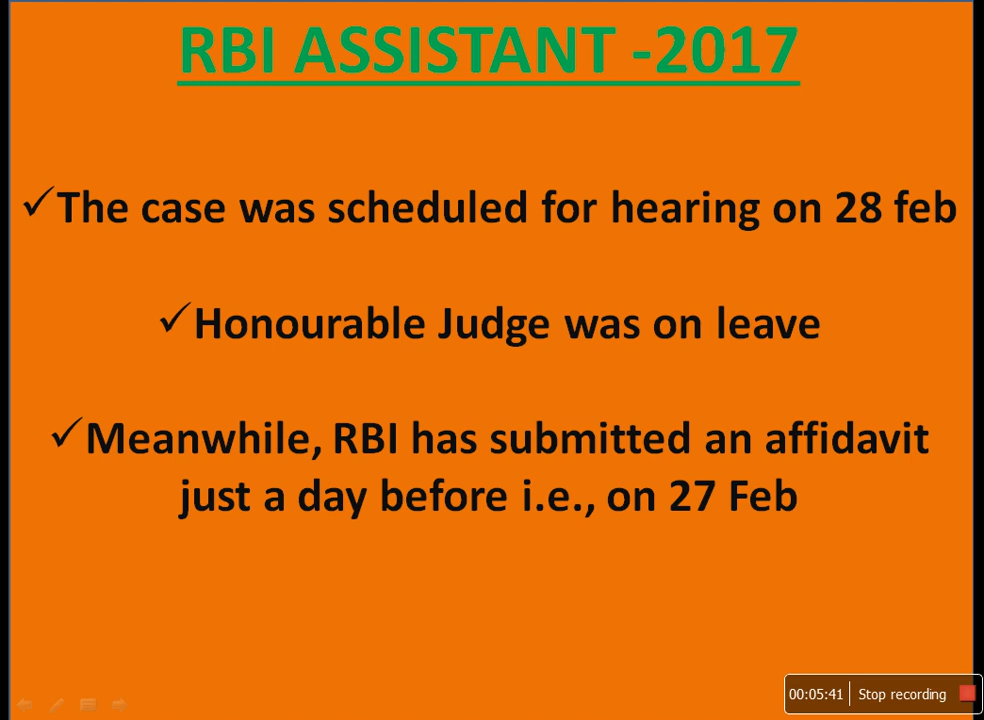 RBI ASSISTANT -2017
✓The case was scheduled for hearing on 28 feb
✓Honourable Judge was on leave
✓Meanwhile, RBI has submitted an affidavit
just a day before i.e., on 27 Feb
00:05:41 Stop recording